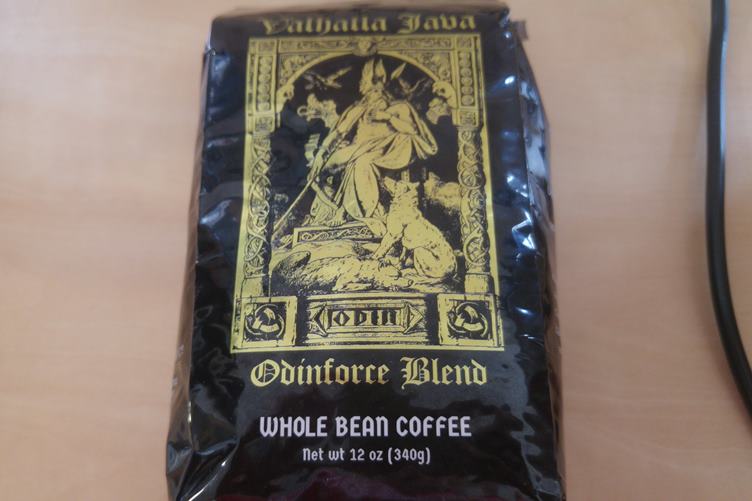 Valhalla Java
ODIN
Odinforce Blend
WHOLE BEAN COFFEE
Net wt 12 oz (340g)